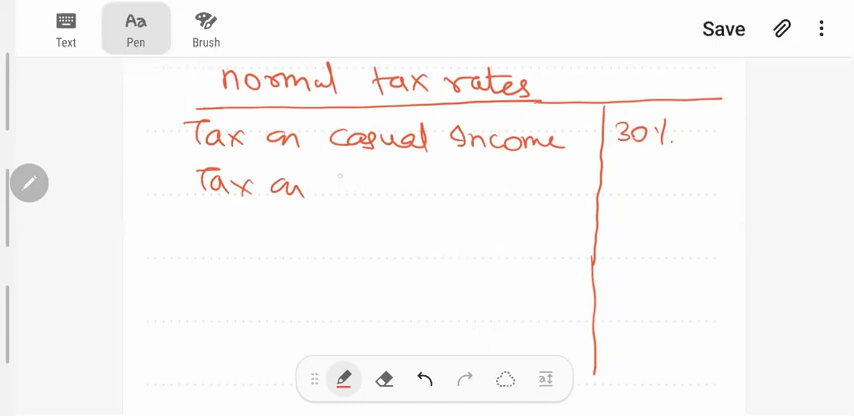 Text Pen Brush Save
normal tax rates
Tax on casual Income 30%.
Tax on